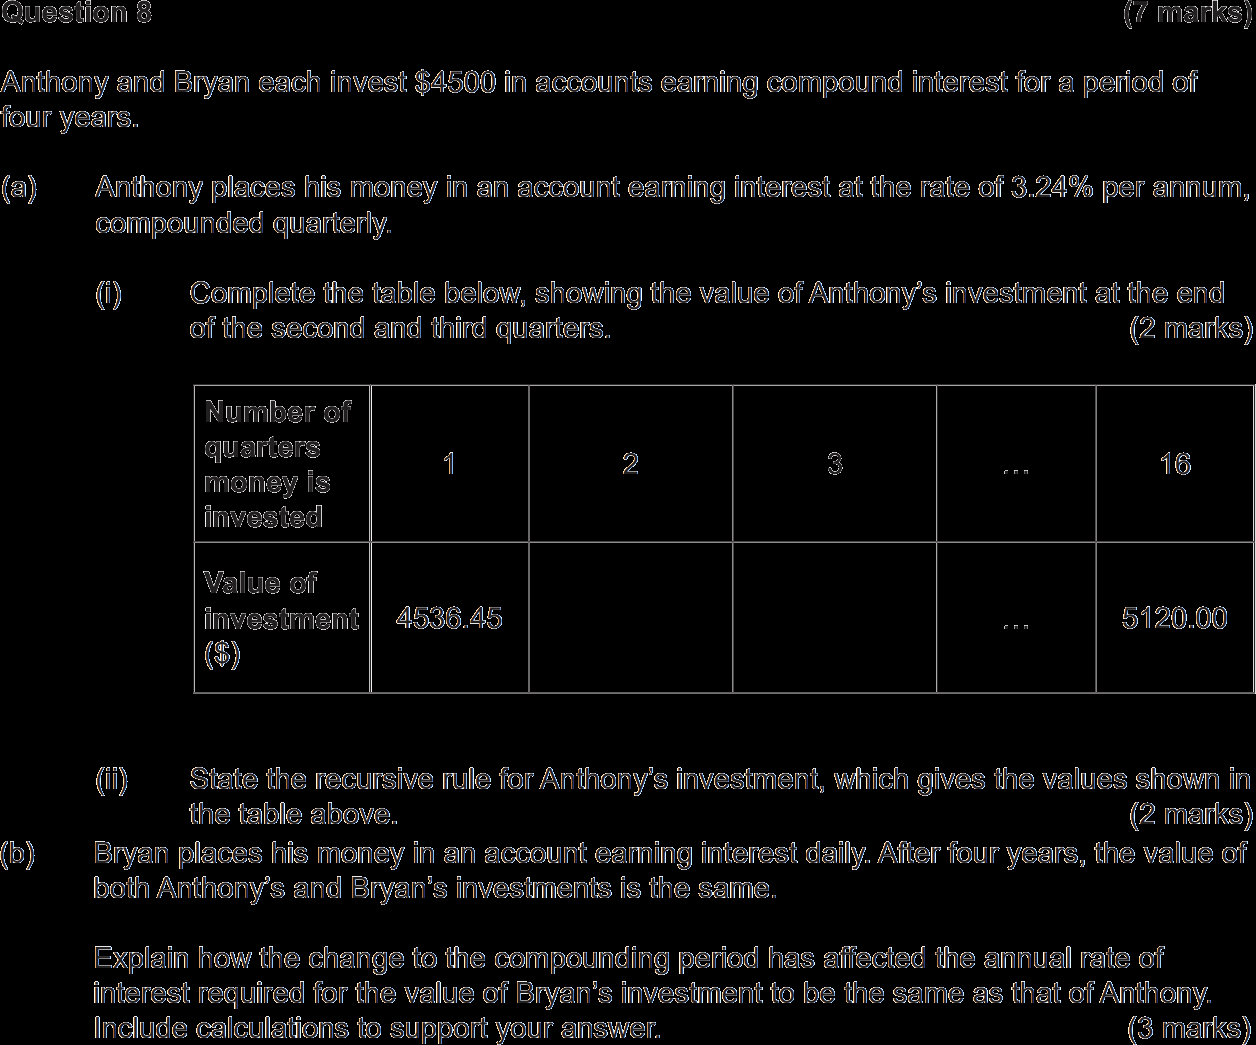 Question 8 (7 marks)
Anthony and Bryan each invest $4500 in accounts earning compound interest for a period of
four years.
(a) Anthony places his money in an account earning interest at the rate of 3.24% per annum,
compounded quarterly.
(i) Complete the table below, showing the value of Anthony's investment at the end
of the second and third quarters. (2 marks)
Number of
quarters
money is
invested
1 2 3 … 16
Value of
investment
($)
4536.45 … 5120.00
(ii) State the recursive rule for Anthony's investment, which gives the values shown in
the table above. (2 marks)
(b) Bryan places his money in an account earning interest daily. After four years, the value of
both Anthony's and Bryan's investments is the same.
Explain how the change to the compounding period has affected the annual rate of
interest required for the value of Bryan's investment to be the same as that of Anthony.
Include calculations to support your answer. (3 marks)